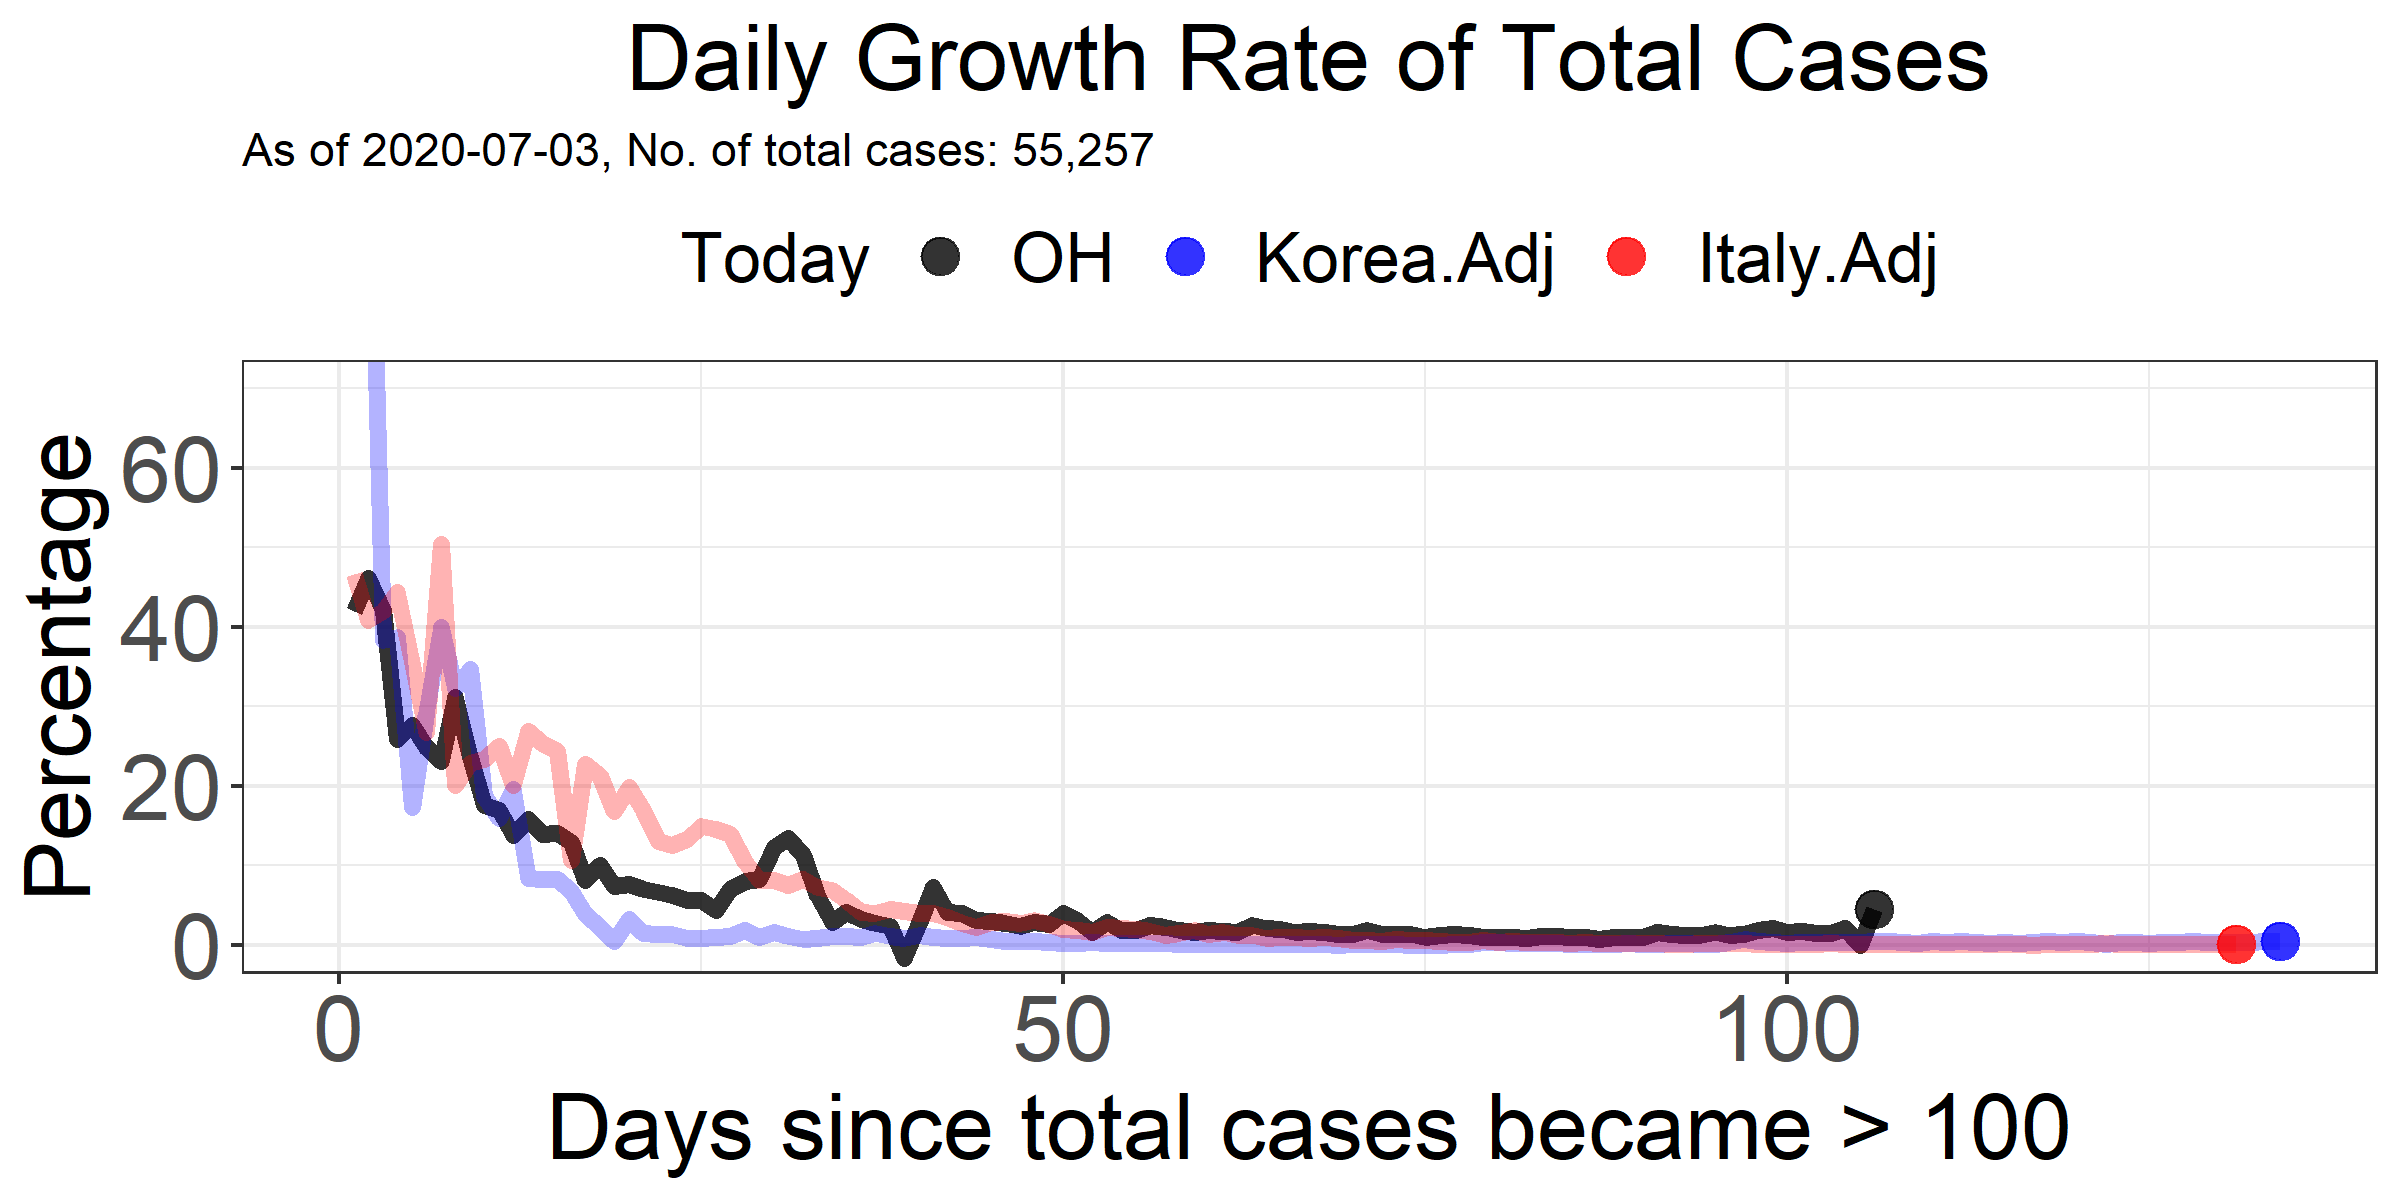 Daily Growth Rate of Total Cases
As of 2020-07-03, No. of total cases: 55,257
Today OH Korea.Adj Italy.Adj
Percentage
60
40
20
0
0 50 100
Days since total cases became > 100